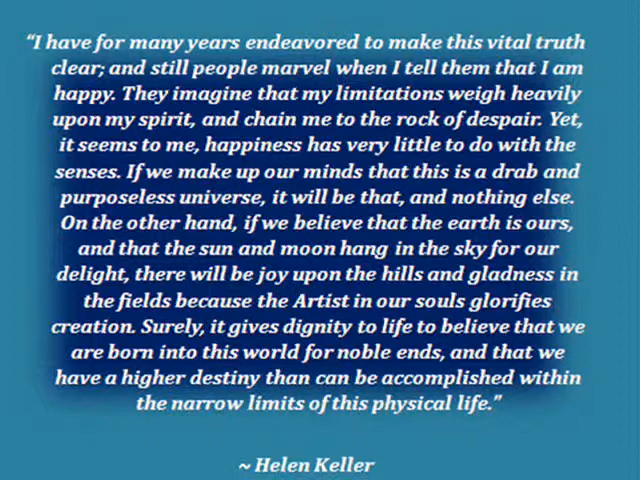 “I have for many years endeavored to make this vital truth
clear; and still people marvel when I tell them that I am
happy. They imagine that my limitations weigh heavily
upon my spirit, and chain me to the rock of despair. Yet,
it seems to me, happiness has very little to do with the
senses. If we make up our minds that this is a drab and
purposeless universe, it will be that, and nothing else.
On the other hand, if we believe that the earth is ours,
and that the sun and moon hang in the sky for our
delight, there will be joy upon the hills and gladness in
the fields because the Artist in our souls glorifies
creation. Surely, it gives dignity to life to believe that we
are born into this world for noble ends, and that we
have a higher destiny than can be accomplished within
the narrow limits of this physical life.”
~ Helen Keller